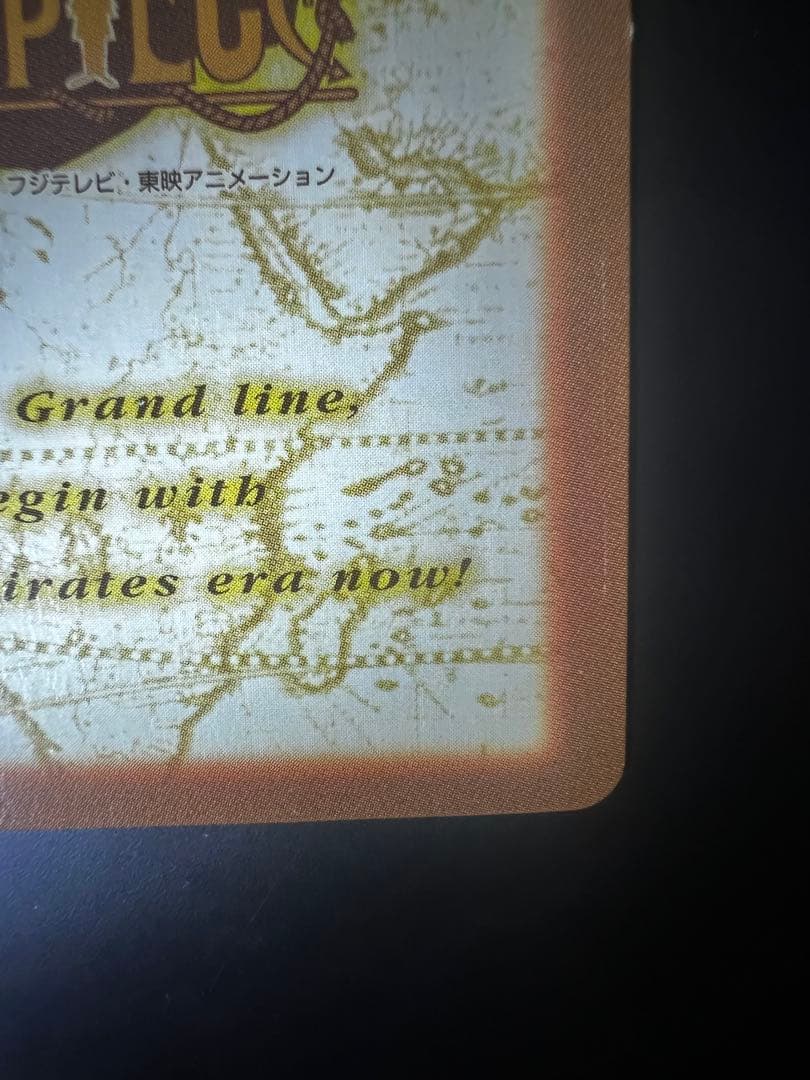 PIEC
フジテレビ・東映アニメーション
Grand line,
egin with
irates era now!